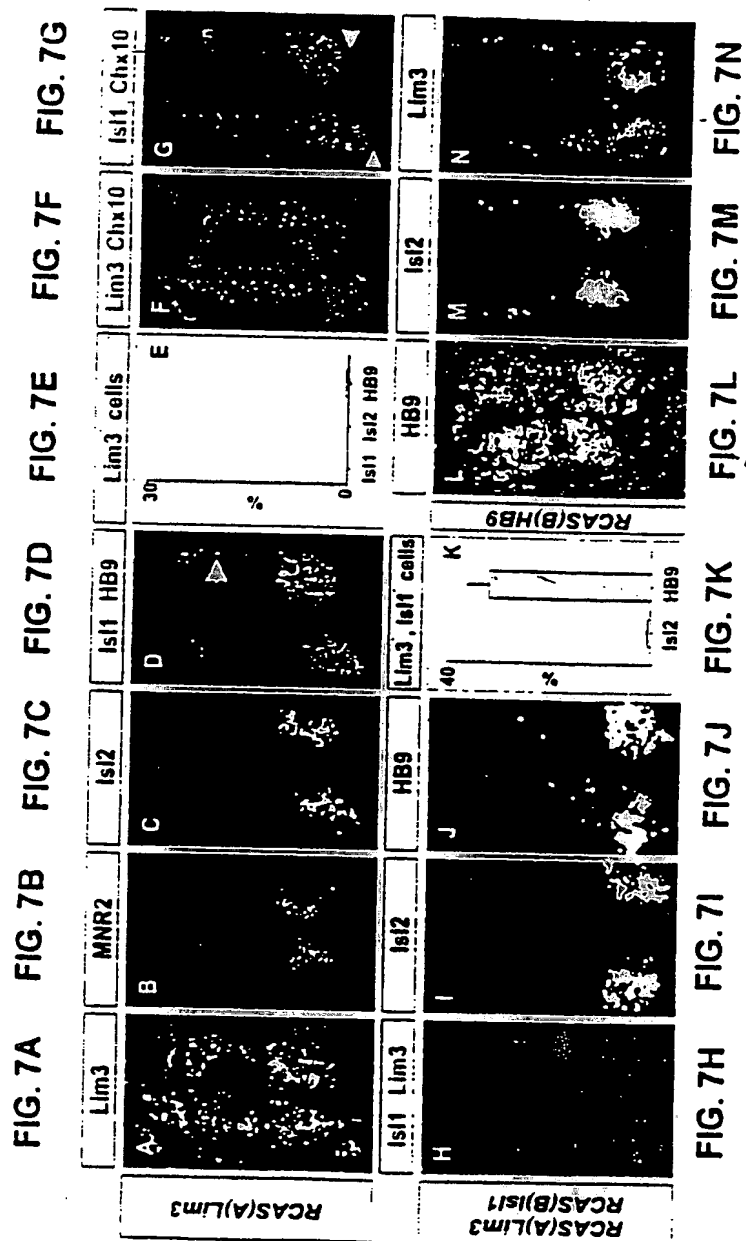 FIG. 7A FIG. 7B FIG. 7C FIG. 7D FIG. 7E FIG. 7F FIG. 7G
Lim3 MNR2 Isl2 Isl1 HB9 Lim3 cells Lim3 Chx10 Isl1 Chx10
RCAS(A)Lim3
A B C D E F G
30
%
0
Isl1 Isl2 HB9
Isl1 Lim3 Isl2 HB9 Lim3, Isl1 cells HB9 Isl2 Lim3
RCAS(A)Lim3
RCAS(B)Isl1
RCAS(B)HB9
H I J K L M N
40
%
Isl2 HB9
FIG. 7H FIG. 7I FIG. 7J FIG. 7K FIG. 7L FIG. 7M FIG. 7N